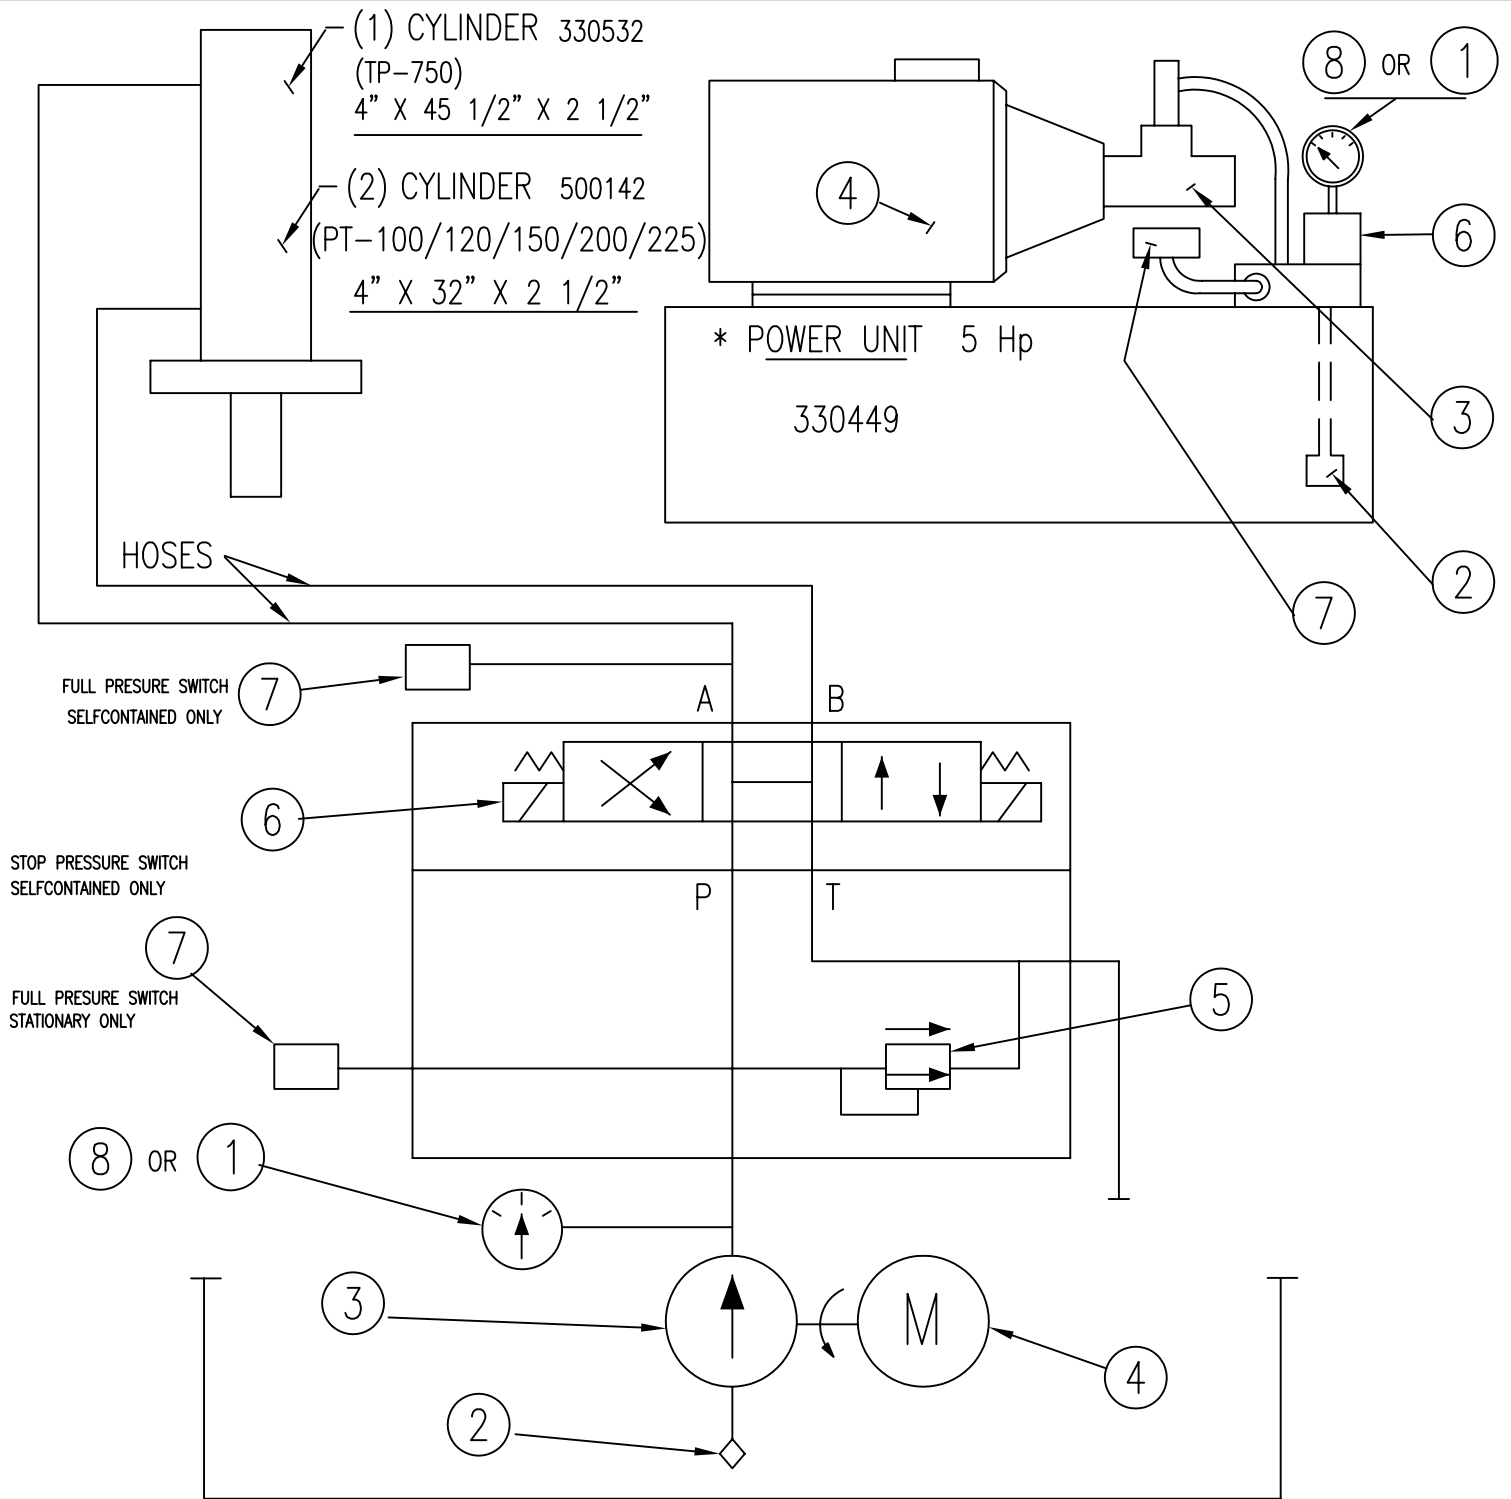 (1) CYLINDER 330532
(TP-750)
4" X 45 1/2" X 2 1/2"
(2) CYLINDER 500142
(PT-100/120/150/200/225)
4" X 32" X 2 1/2"
8 OR 1
4
6
* POWER UNIT 5 Hp
330449
3
2
7
HOSES
FULL PRESURE SWITCH
SELFCONTAINED ONLY
7
A B
6
STOP PRESSURE SWITCH
SELFCONTAINED ONLY
P T
7
FULL PRESURE SWITCH
STATIONARY ONLY
5
8 OR 1
3
M
4
2